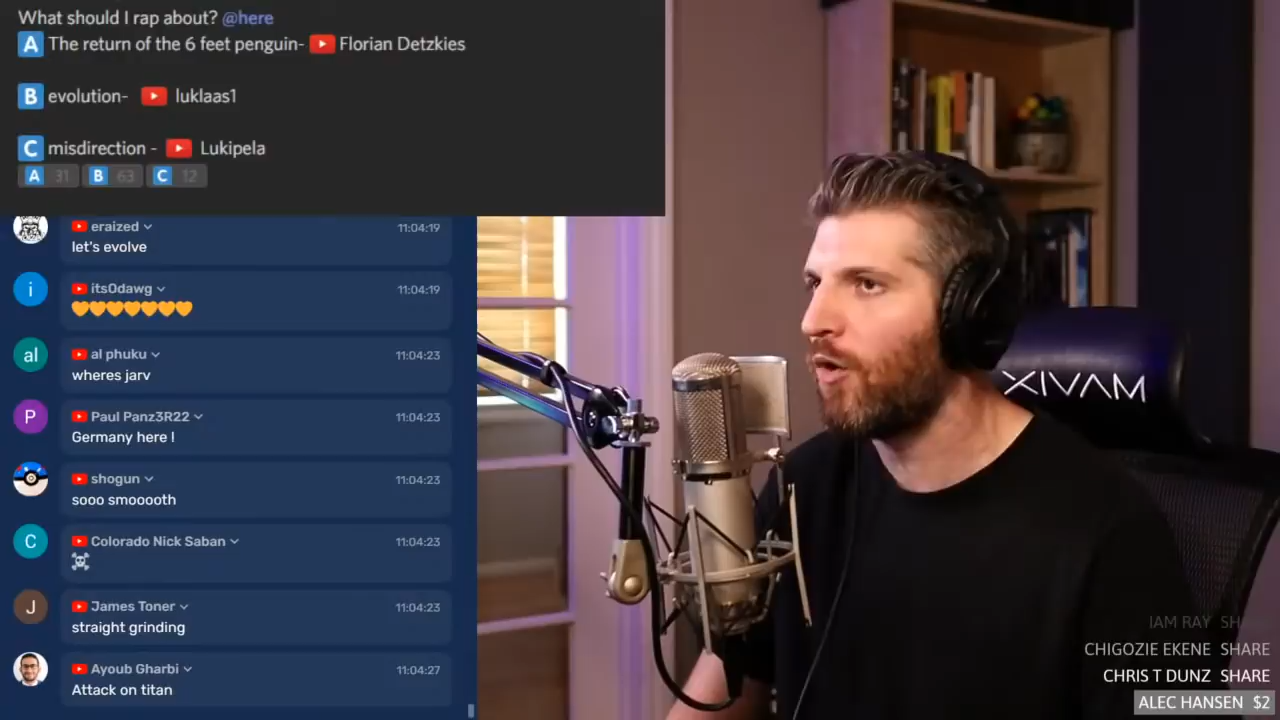 What should I rap about? @here
A The return of the 6 feet penguin- Florian Detzkies
B evolution- luklaas1
C misdirection - Lukipela
A 31 B 63 C 12
eraized 11:04:19
let's evolve
i its0dawg 11:04:19
al al phuku 11:04:23
wheres jarv
P Paul Panz3R22 11:04:23
Germany here !
shogun 11:04:23
sooo smooooth
C Colorado Nick Saban 11:04:23
J James Toner 11:04:23
straight grinding
Ayoub Gharbi 11:04:27
Attack on titan
XIVAM
IAM RAY SHARE
CHIGOZIE EKENE SHARE
CHRIS T DUNZ SHARE
ALEC HANSEN $2